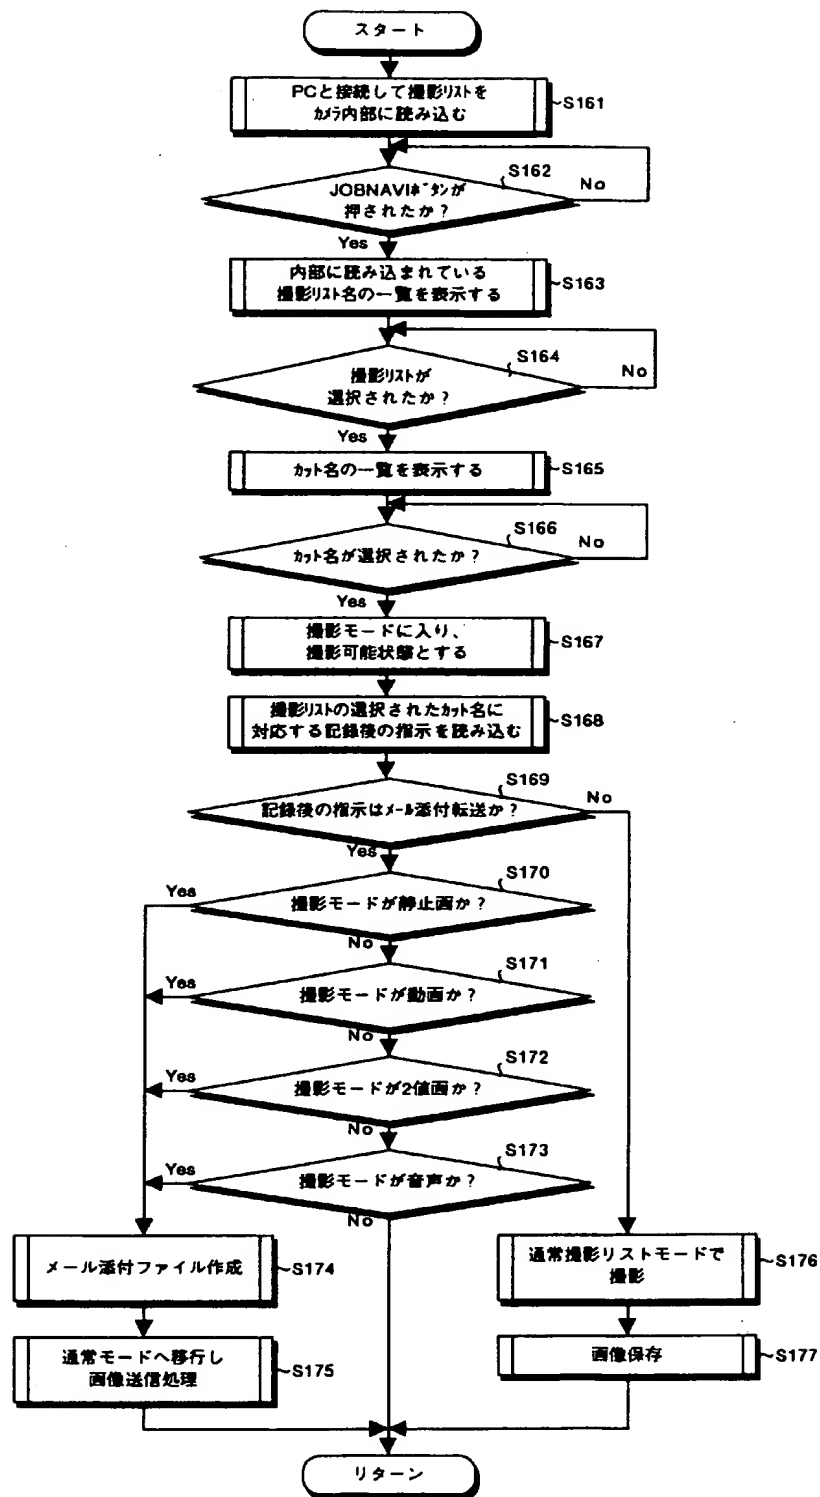 スタート
PCと接続して撮影リストを
カメラ内部に読み込む
S161
S162
JOBNAVIボタンが
押されたか?
No
Yes
内部に読み込まれている
撮影リスト名の一覧を表示する
S163
S164
撮影リストが
選択されたか?
No
Yes
カット名の一覧を表示する
S165
S166
カット名が選択されたか?
No
Yes
撮影モードに入り、
撮影可能状態とする
S167
撮影リストの選択されたカット名に
対応する記録後の指示を読み込む
S168
S169
記録後の指示はメール添付転送か?
No
Yes
S170
撮影モードが静止画か?
Yes
No
S171
撮影モードが動画か?
Yes
No
S172
撮影モードが2値画か?
Yes
No
S173
撮影モードが音声か?
Yes
No
メール添付ファイル作成
S174
通常モードへ移行し
画像送信処理
S175
通常撮影リストモードで
撮影
S176
画像保存
S177
リターン